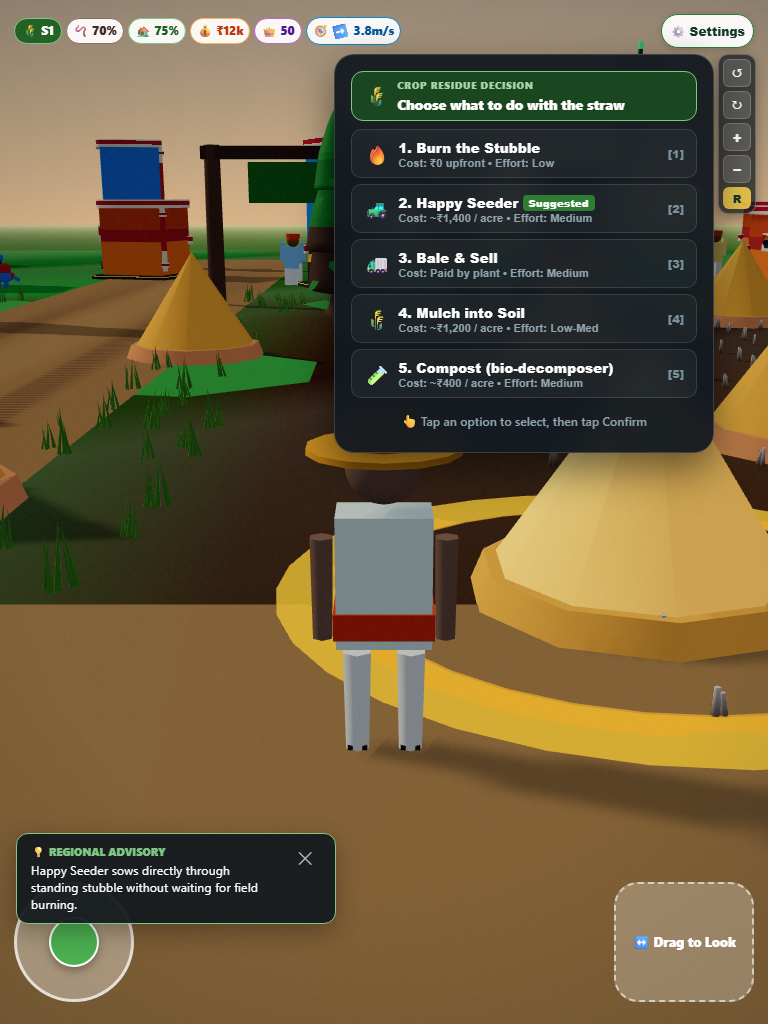 S1
70%
75%
₹12k
50
3.8m/s
Settings
CROP RESIDUE DECISION
Choose what to do with the straw
1. Burn the Stubble
Cost: ₹0 upfront • Effort: Low
[1]
2. Happy Seeder Suggested
Cost: ~₹1,400 / acre • Effort: Medium
[2]
3. Bale & Sell
Cost: Paid by plant • Effort: Medium
[3]
4. Mulch into Soil
Cost: ~₹1,200 / acre • Effort: Low-Med
[4]
5. Compost (bio-decomposer)
Cost: ~₹400 / acre • Effort: Medium
[5]
Tap an option to select, then tap Confirm
↺
↻
+
−
R
REGIONAL ADVISORY
Happy Seeder sows directly through
standing stubble without waiting for field
burning.
Drag to Look